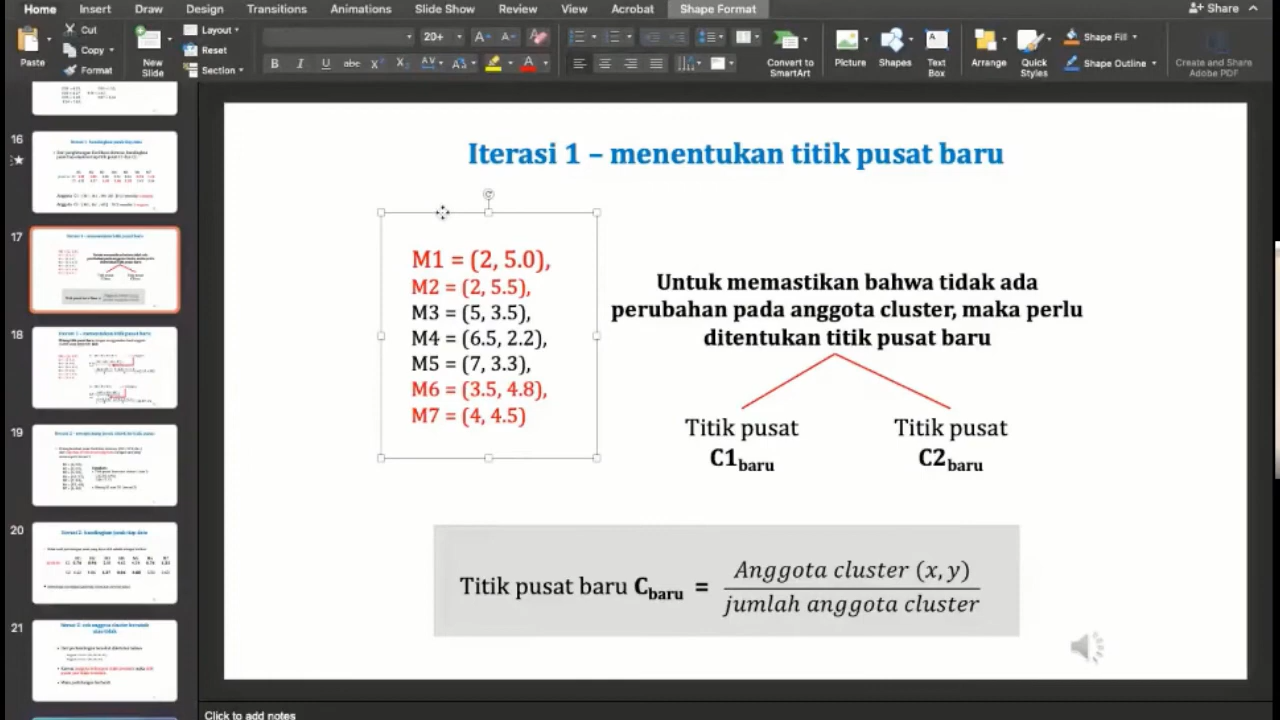 Home Insert Draw Design Transitions Animations Slide Show Review View Acrobat Shape Format Share
Paste
Cut
Copy
Format
New Slide
Layout
Reset
Section
20+
Convert to SmartArt
Picture
Shapes
Text Box
Arrange
Quick Styles
Shape Fill
Shape Outline
Create and Share Adobe PDF
16
17
18
19
20
21
Iterasi 1 – menentukan titik pusat baru
M1 = (2, 5.0),
M2 = (2, 5.5),
M3 = (5, 3.5),
M4 = (6.5, 2.2),
M5 = (7, 3.3),
M6 = (3.5, 4.8),
M7 = (4, 4.5)
Untuk memastikan bahwa tidak ada
perubahan pada anggota cluster, maka perlu
ditentukan titik pusat baru
Titik pusat
C1baru
Titik pusat
C2baru
Titik pusat baru Cbaru = Anggota cluster (x, y)
jumlah anggota cluster
Click to add notes